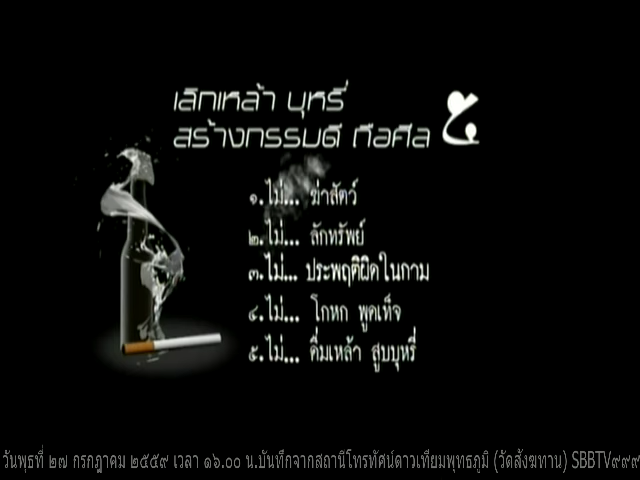 เลิกเหล้า บุหรี่
สร้างกรรมดี ถือศีล ๕
๑.ไม่... ฆ่าสัตว์
๒.ไม่... ลักทรัพย์
๓.ไม่... ประพฤติผิดในกาม
๔.ไม่... โกหก พูดเท็จ
๕.ไม่... ดื่มเหล้า สูบบุหรี่
วันพุธที่ ๒๗ กรกฎาคม ๒๕๕๙ เวลา ๑๖.๐๐ น.บันทึกจากสถานีโทรทัศน์ดาวเทียมพุทธภูมิ (วัดสังฆทาน) SBBTV๙๙๙